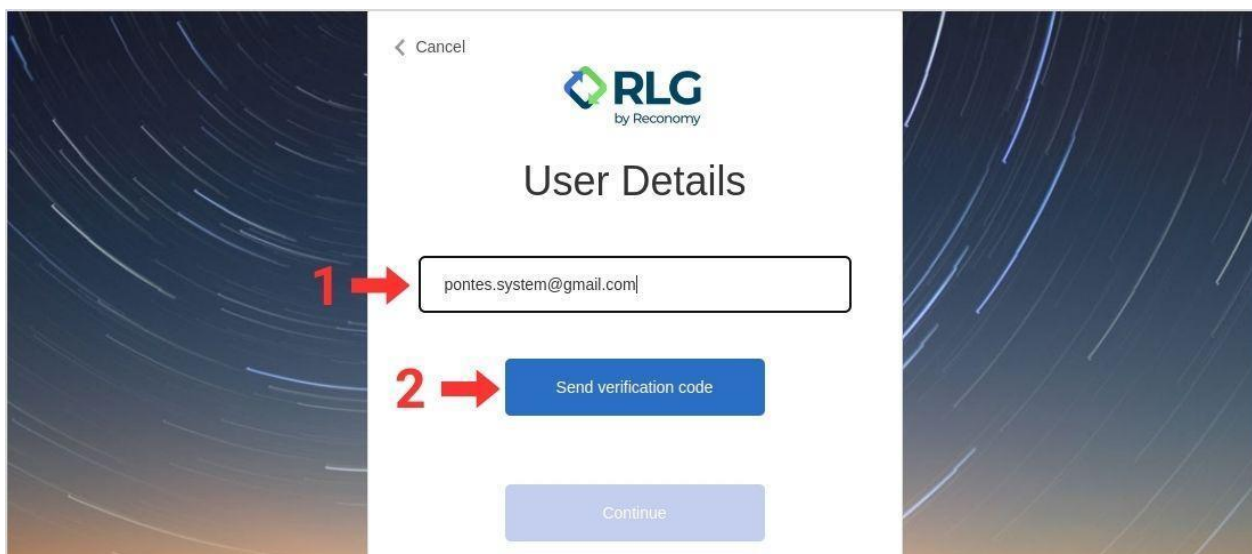 Cancel
RLG
by Reconomy
User Details
1
pontes.system@gmail.com
2
Send verification code
Continue